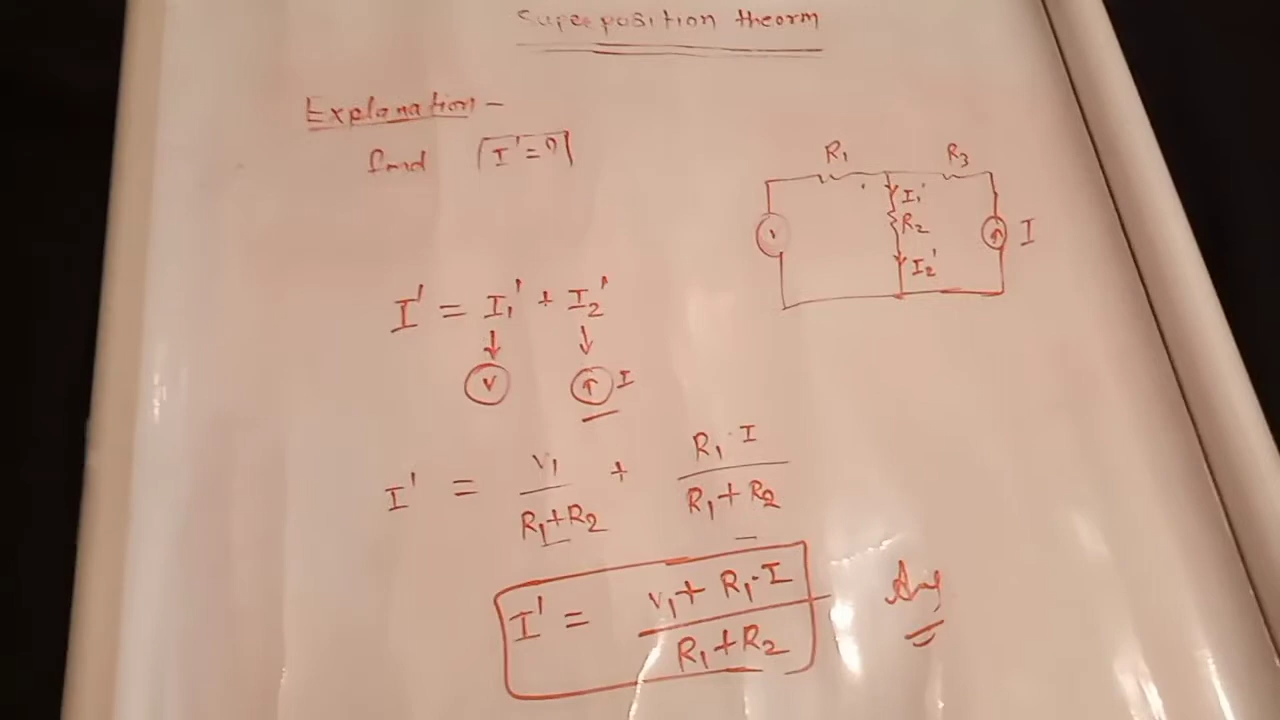 Superposition theorm
Explanation –
find I' = ?
R₁ R₃
I₁'
R₂
I
I₂'
I' = I₁' + I₂'
V I
I' = V₁ / (R₁+R₂) + R₁·I / (R₁+R₂)
I' = (V₁ + R₁·I) / (R₁+R₂) Ans